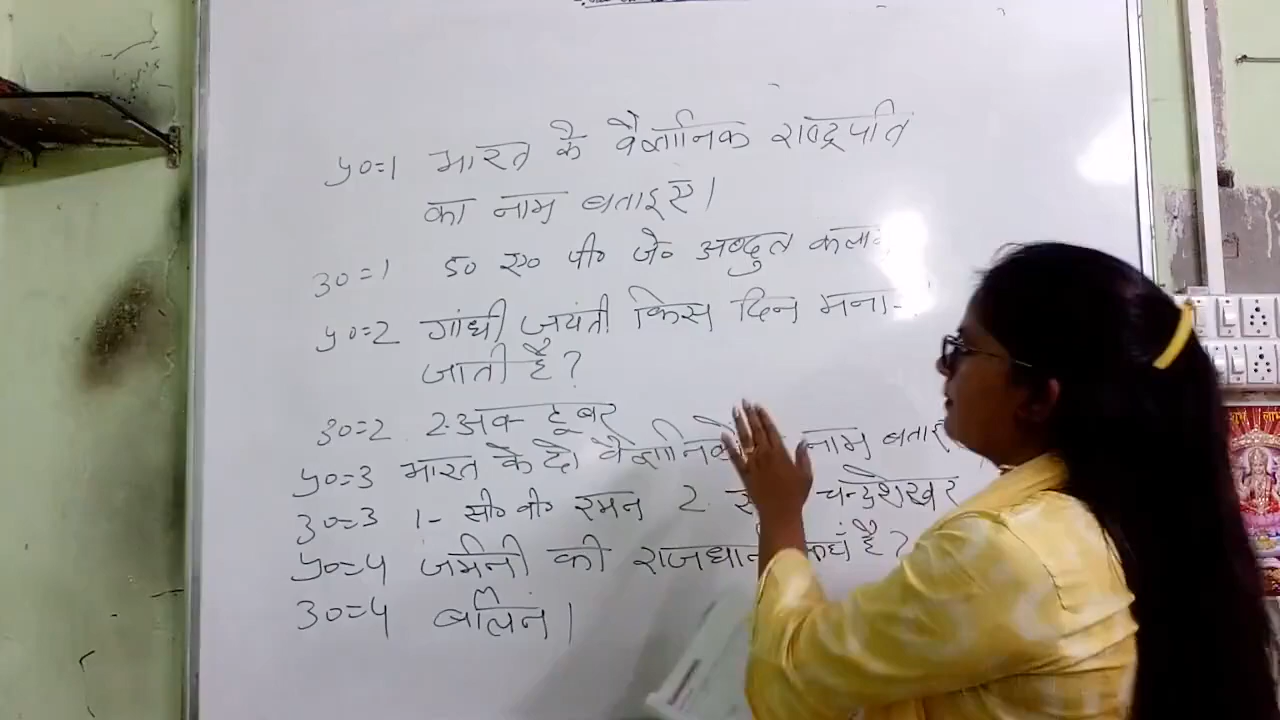 प्र०=1 भारत के वैज्ञानिक राष्ट्रपति
का नाम बताइए।
उ०=1 डा० ए० पी० जे० अब्दुल कला
प्र०=2 गांधी जयंती किस दिन मना-
जाती है?
उ०=2 2.अक्टूबर
प्र०=3 भारत के दो वैज्ञानिको नाम बताइ
उ०=3 1- सी० वी० रमन 2. चन्द्रशेखर
प्र०=4 जर्मनी की राजधानी है?
उ०=4 बर्लिन।